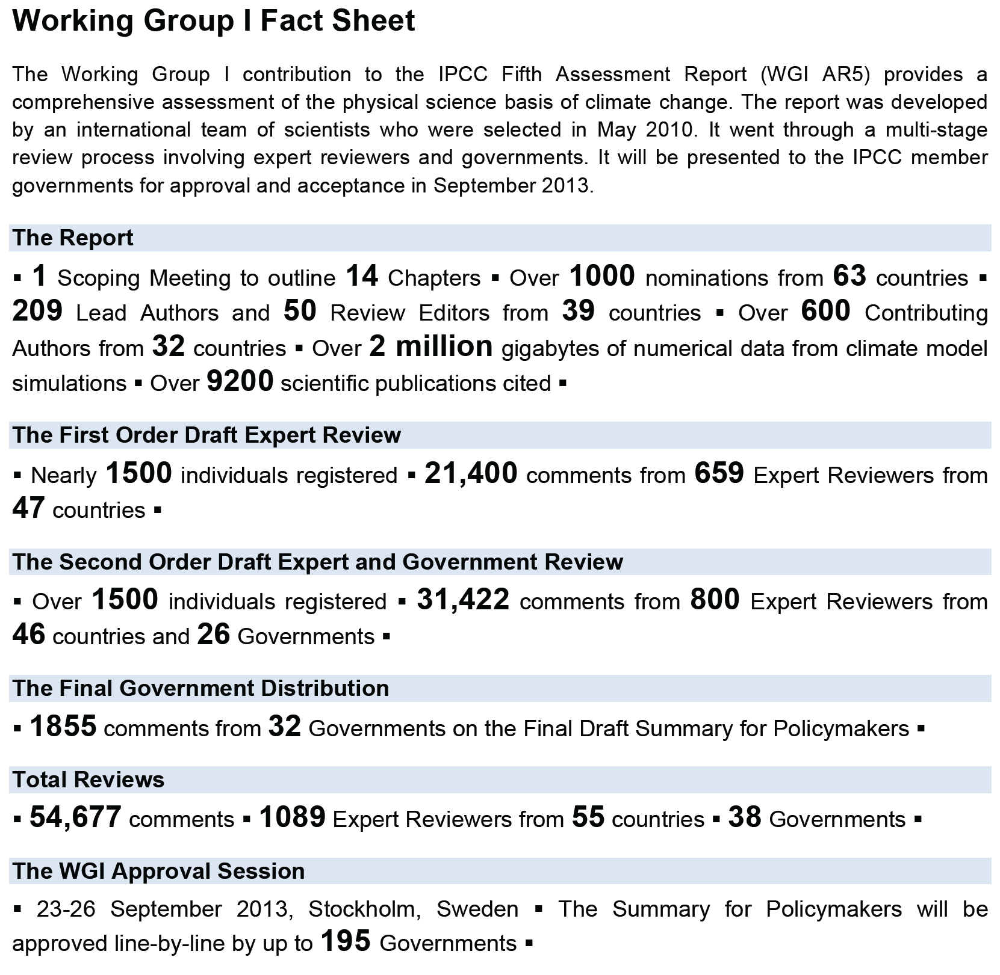 Working Group I Fact Sheet
The Working Group I contribution to the IPCC Fifth Assessment Report (WGI AR5) provides a
comprehensive assessment of the physical science basis of climate change. The report was developed
by an international team of scientists who were selected in May 2010. It went through a multi-stage
review process involving expert reviewers and governments. It will be presented to the IPCC member
governments for approval and acceptance in September 2013.
The Report
▪ 1 Scoping Meeting to outline 14 Chapters ▪ Over 1000 nominations from 63 countries ▪
209 Lead Authors and 50 Review Editors from 39 countries ▪ Over 600 Contributing
Authors from 32 countries ▪ Over 2 million gigabytes of numerical data from climate model
simulations ▪ Over 9200 scientific publications cited ▪
The First Order Draft Expert Review
▪ Nearly 1500 individuals registered ▪ 21,400 comments from 659 Expert Reviewers from
47 countries ▪
The Second Order Draft Expert and Government Review
▪ Over 1500 individuals registered ▪ 31,422 comments from 800 Expert Reviewers from
46 countries and 26 Governments ▪
The Final Government Distribution
▪ 1855 comments from 32 Governments on the Final Draft Summary for Policymakers ▪
Total Reviews
▪ 54,677 comments ▪ 1089 Expert Reviewers from 55 countries ▪ 38 Governments ▪
The WGI Approval Session
▪ 23-26 September 2013, Stockholm, Sweden ▪ The Summary for Policymakers will be
approved line-by-line by up to 195 Governments ▪